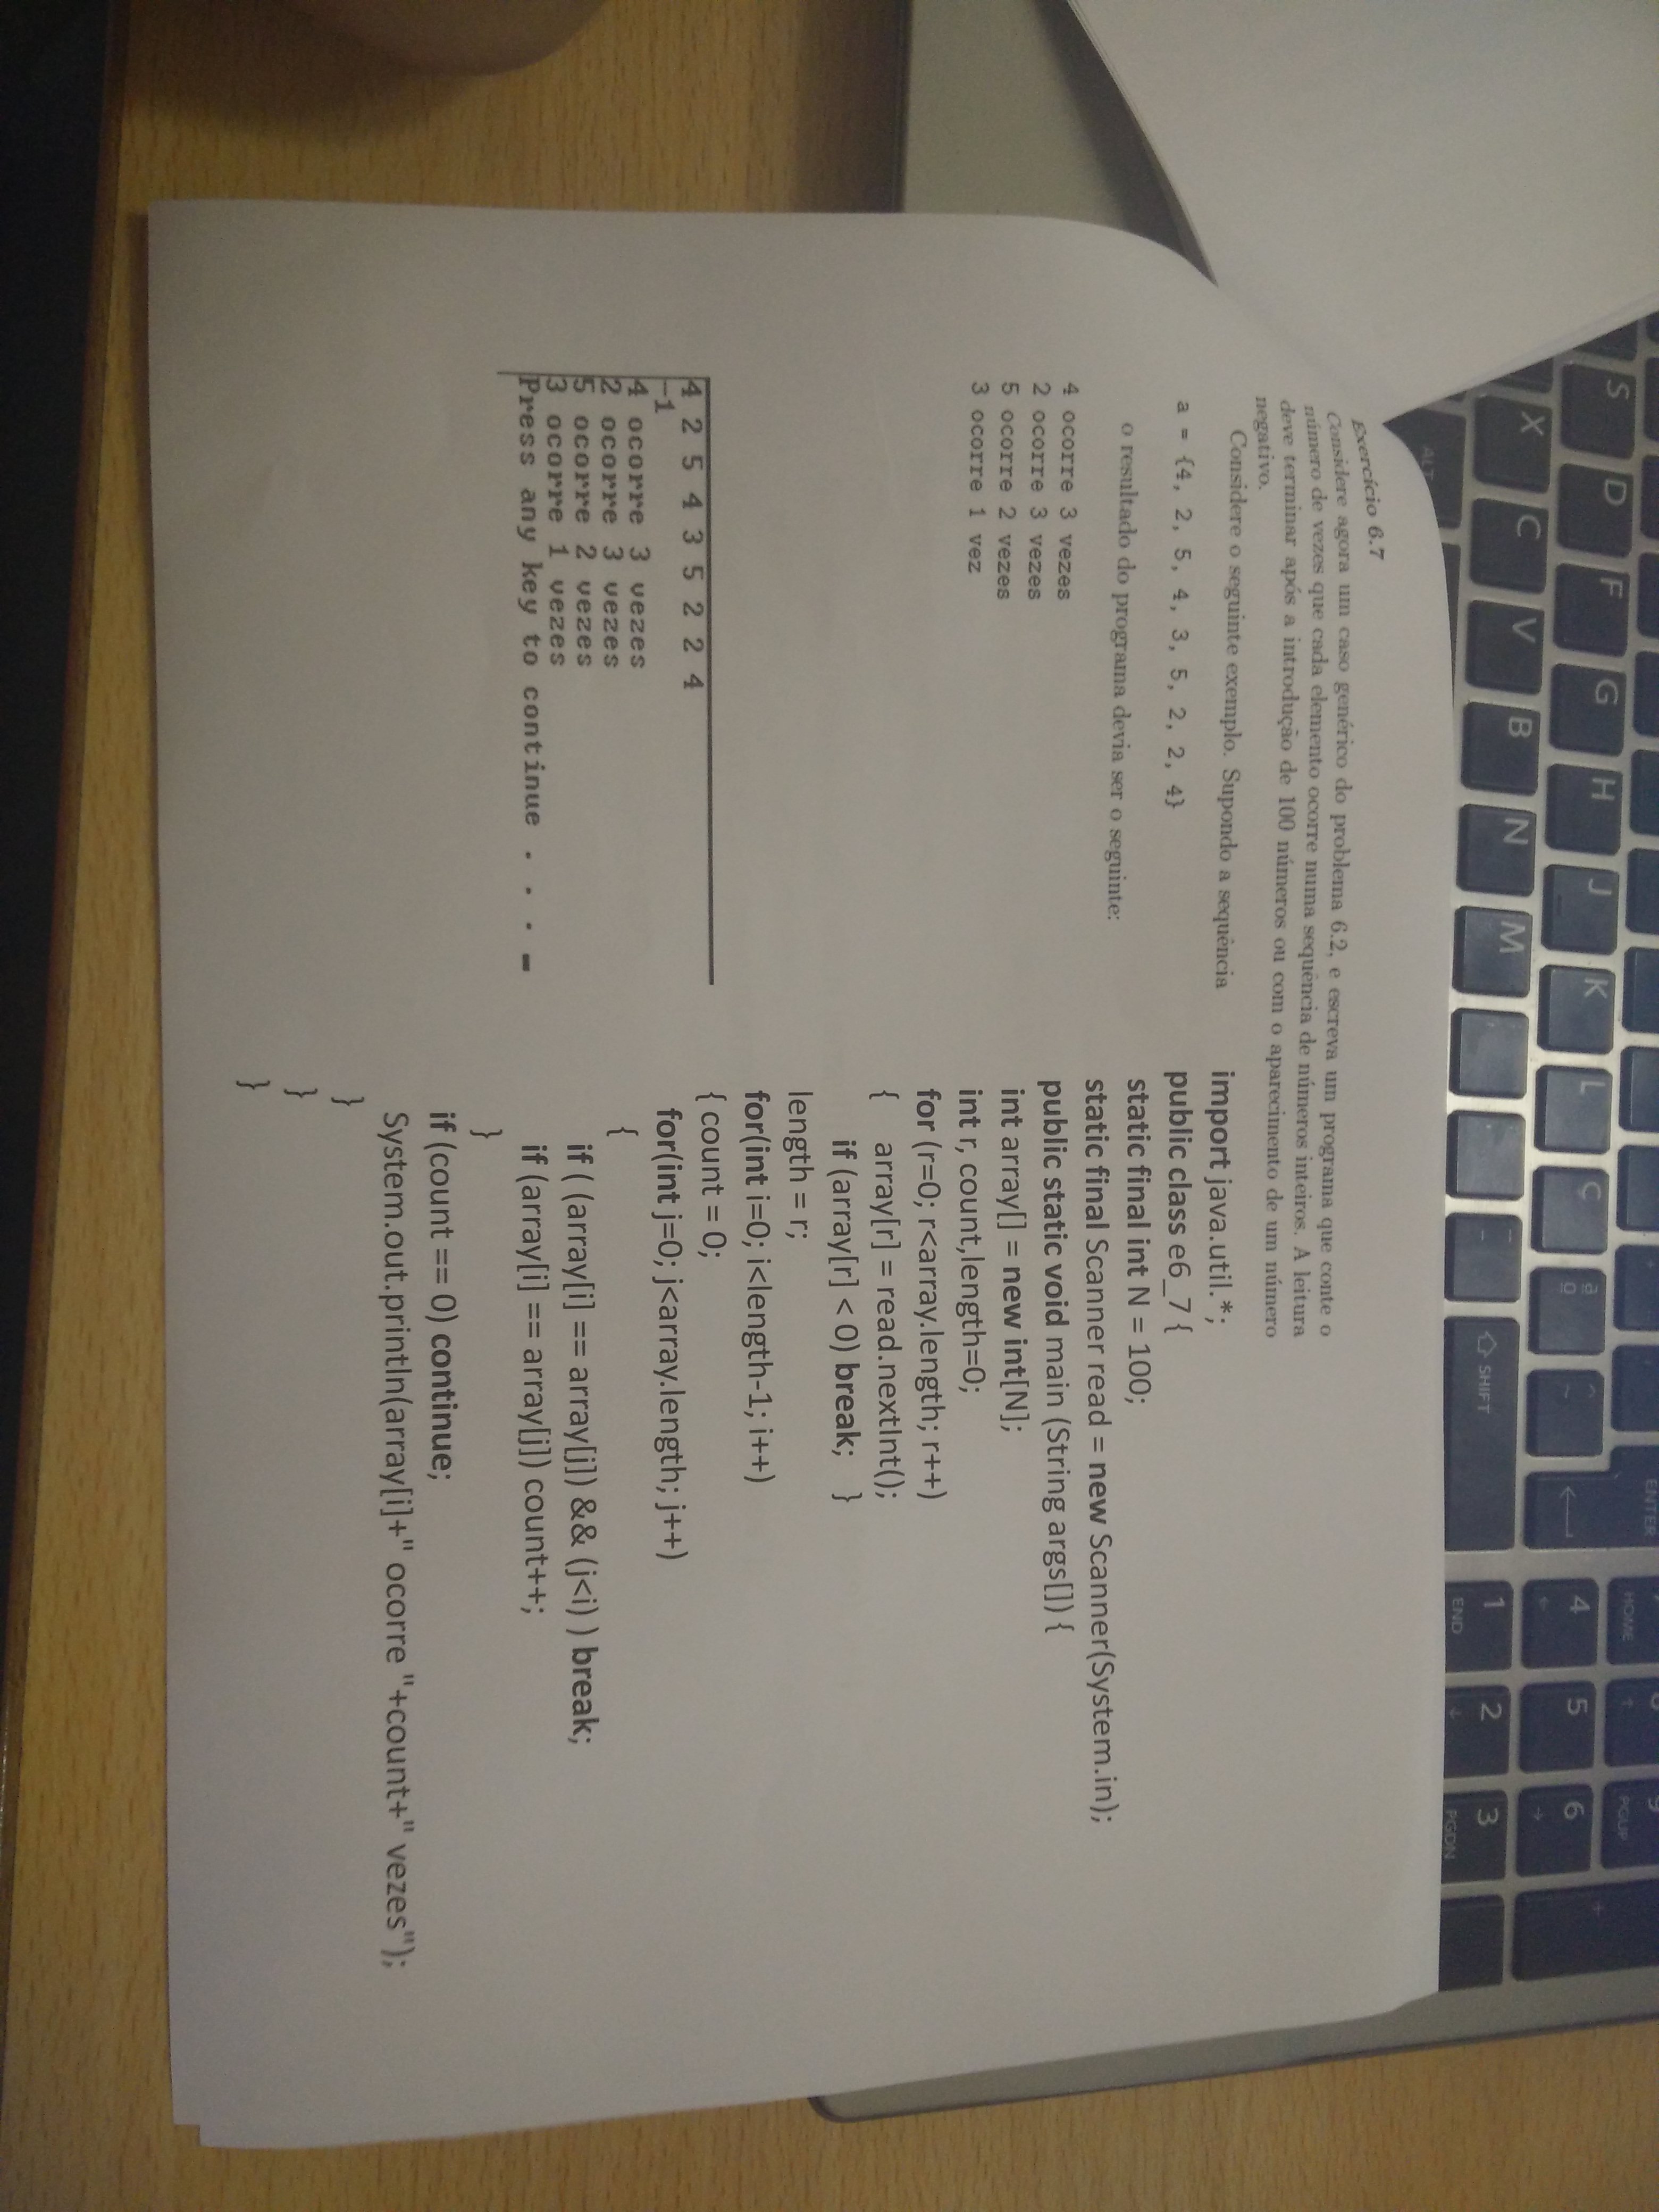 Exercício 6.7
Considere agora um caso genérico do problema 6.2, e escreva um programa que conte o
número de vezes que cada elemento ocorre numa sequência de números inteiros. A leitura
deve terminar após a introdução de 100 números ou com o aparecimento de um número
negativo.
Considere o seguinte exemplo. Supondo a sequência
a = {4, 2, 5, 4, 3, 5, 2, 2, 4}
o resultado do programa devia ser o seguinte:
4 ocorre 3 vezes
2 ocorre 3 vezes
5 ocorre 2 vezes
3 ocorre 1 vez
4 2 5 4 3 5 2 2 4
-1
4 ocorre 3 vezes
2 ocorre 3 vezes
5 ocorre 2 vezes
3 ocorre 1 vezes
Press any key to continue . . .
import java.util.*;
public class e6_7 {
static final int N = 100;
static final Scanner read = new Scanner(System.in);
public static void main (String args[]) {
int array[] = new int[N];
int r, count,length=0;
for (r=0; r<array.length; r++)
{ array[r] = read.nextInt();
if (array[r] < 0) break; }
length = r;
for(int i=0; i<length-1; i++)
{ count = 0;
for(int j=0; j<array.length; j++)
{
if ( (array[i] == array[j]) && (j<i) ) break;
if (array[i] == array[j]) count++;
}
if (count == 0) continue;
System.out.println(array[i]+" ocorre "+count+" vezes");
}
}
}
S D F G H J K L Ç ª º ^ ~ ENTER
X C V B N M - SHIFT
ALT
HOME
4 5 6 +
PGUP
1 2 3
END PGDN